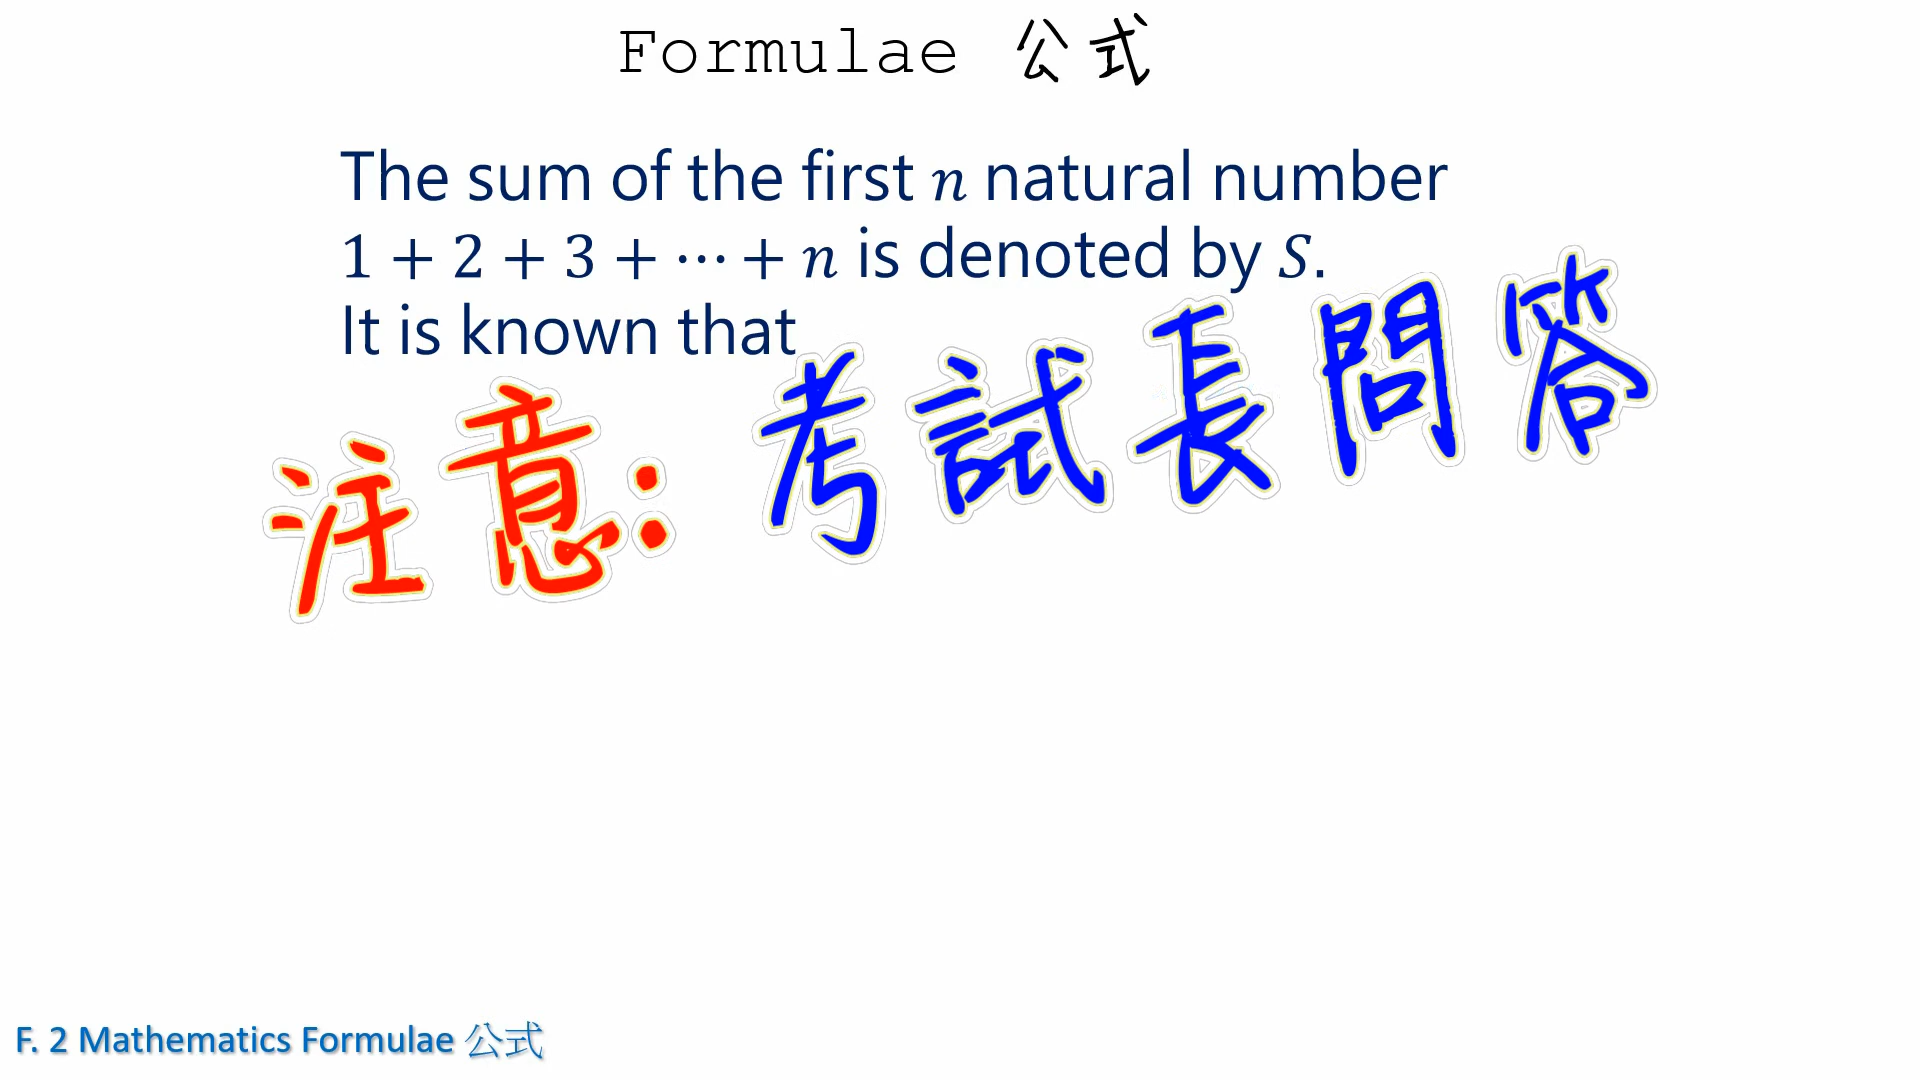 Formulae 公式
The sum of the first n natural number
1 + 2 + 3 + ⋯ + n is denoted by S.
It is known that
注意: 考試長問答
F. 2 Mathematics Formulae 公式